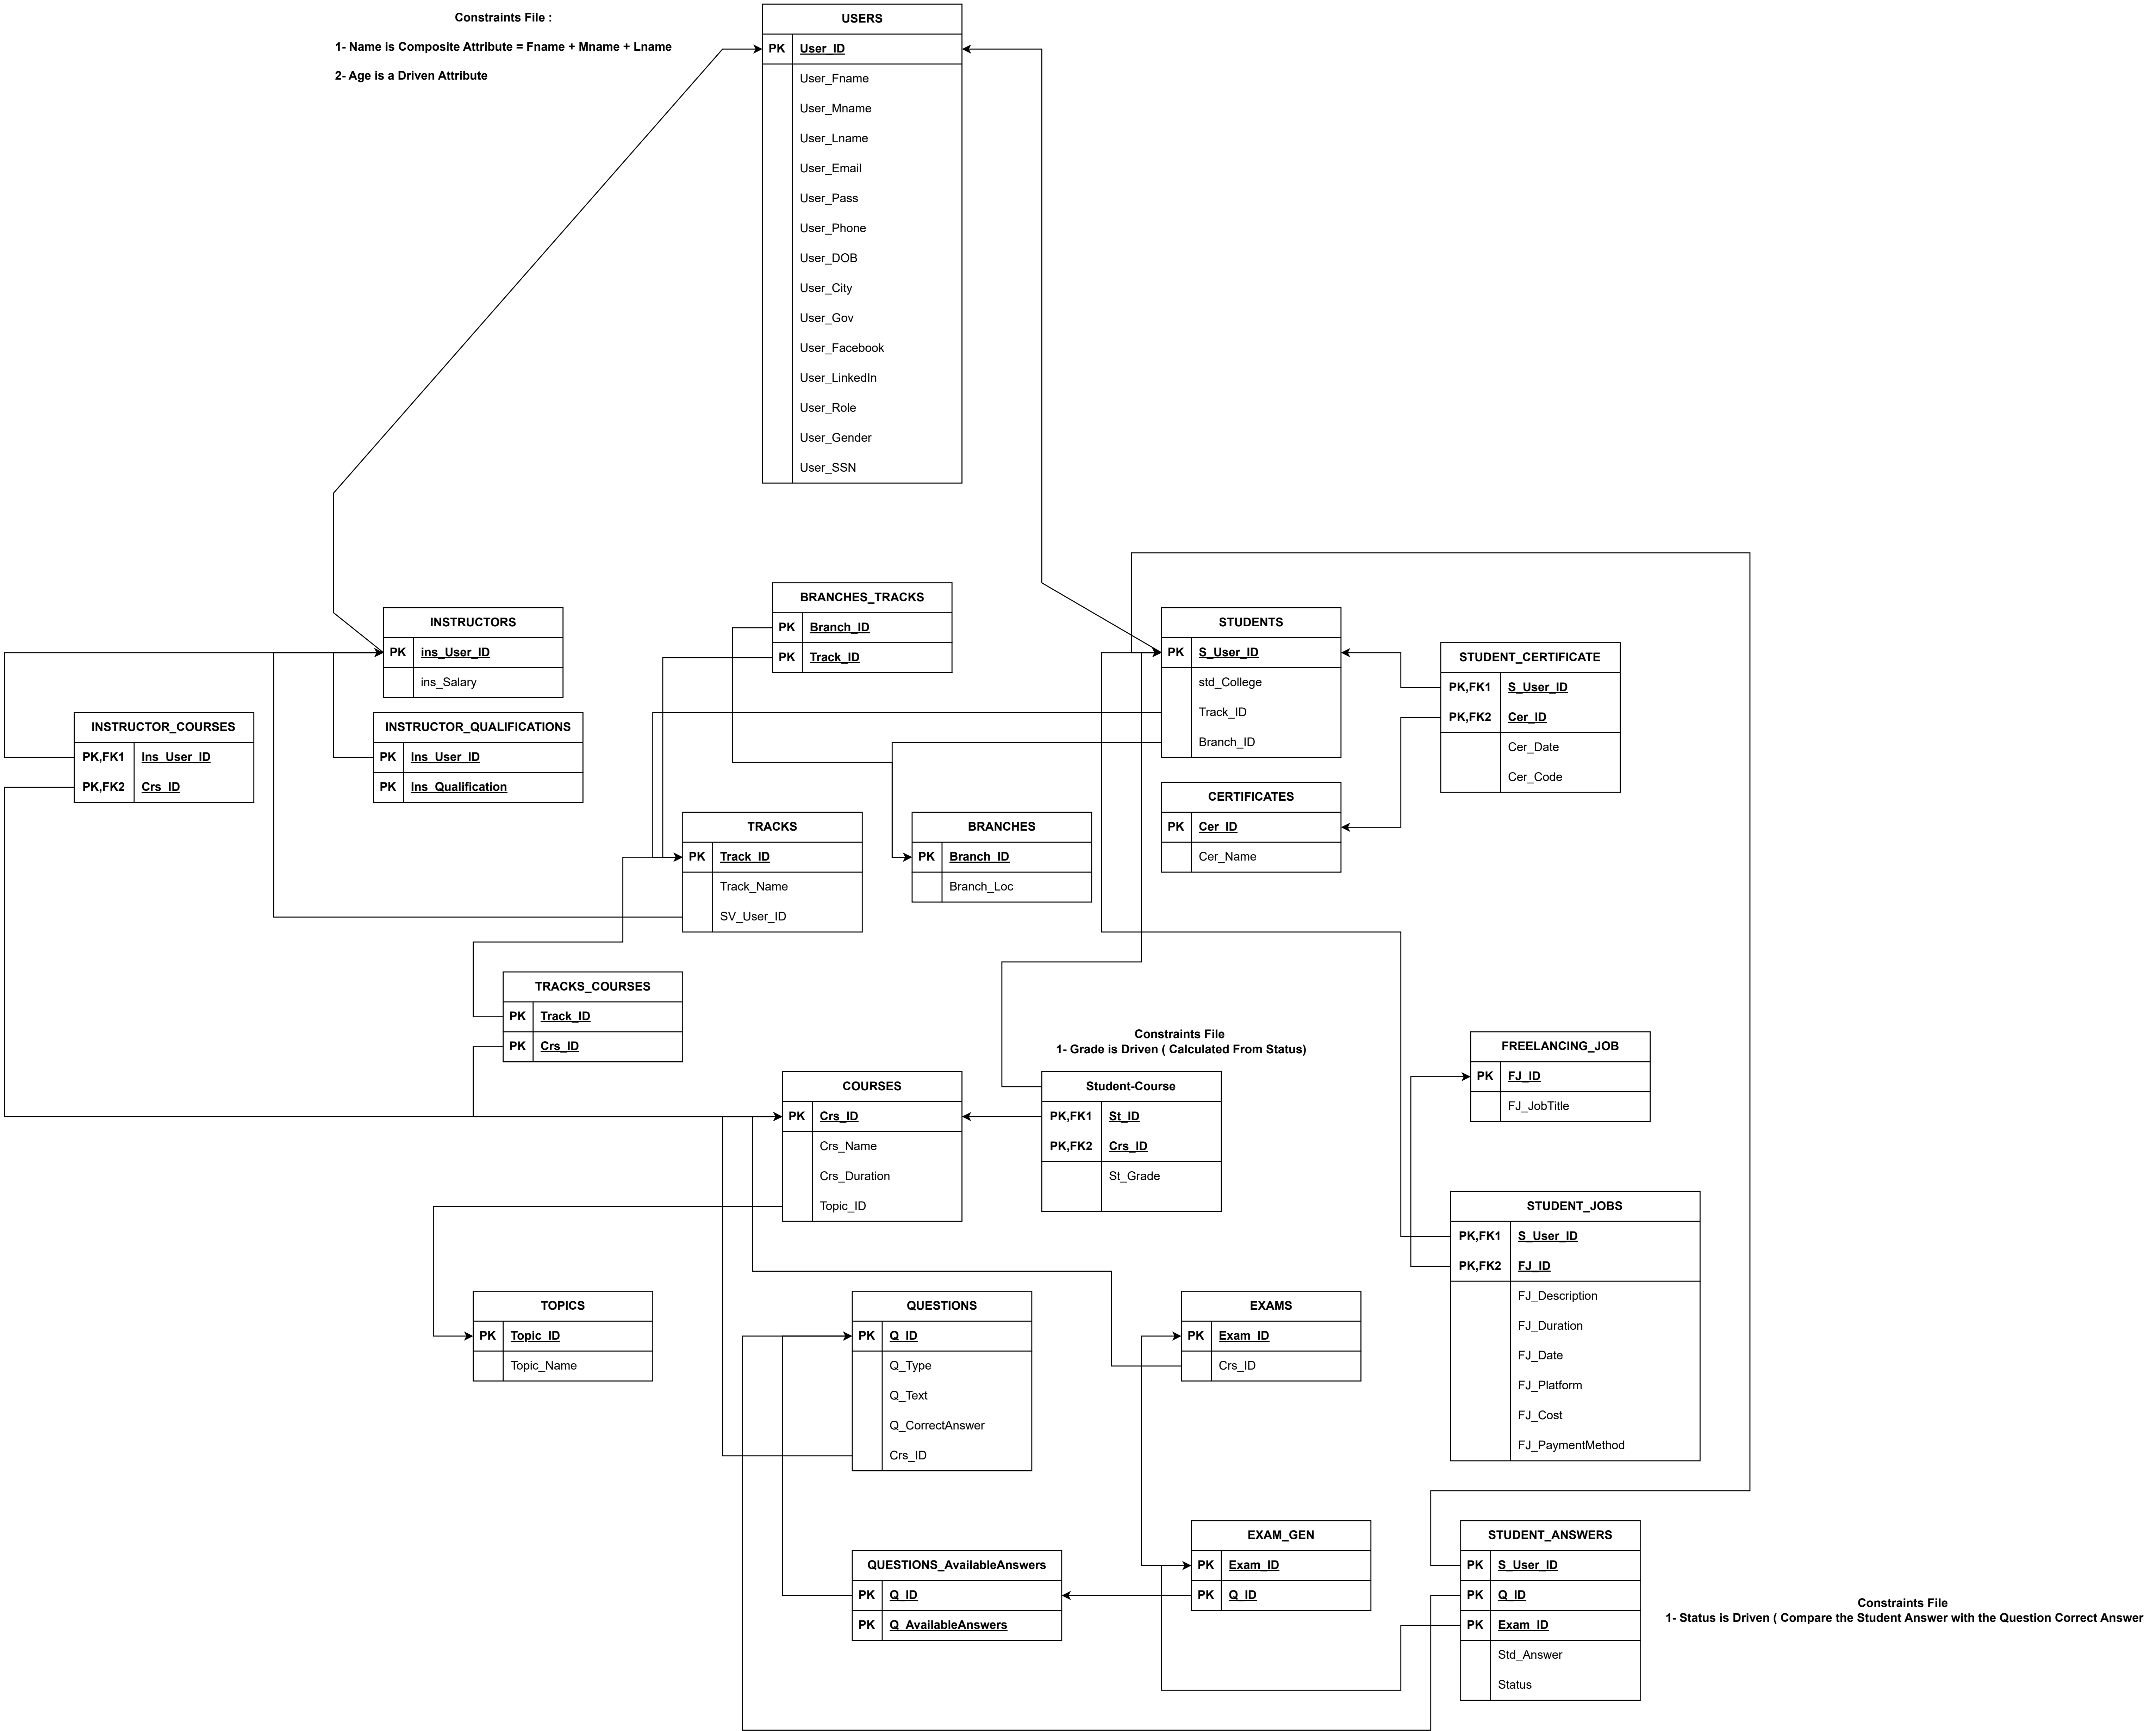 Constraints File :
1- Name is Composite Attribute = Fname + Mname + Lname
2- Age is a Driven Attribute
USERS
PK User_ID
User_Fname
User_Mname
User_Lname
User_Email
User_Pass
User_Phone
User_DOB
User_City
User_Gov
User_Facebook
User_LinkedIn
User_Role
User_Gender
User_SSN
INSTRUCTORS
PK ins_User_ID
ins_Salary
BRANCHES_TRACKS
PK Branch_ID
PK Track_ID
STUDENTS
PK S_User_ID
std_College
Track_ID
Branch_ID
STUDENT_CERTIFICATE
PK,FK1 S_User_ID
PK,FK2 Cer_ID
Cer_Date
Cer_Code
INSTRUCTOR_COURSES
PK,FK1 Ins_User_ID
PK,FK2 Crs_ID
INSTRUCTOR_QUALIFICATIONS
PK Ins_User_ID
PK Ins_Qualification
CERTIFICATES
PK Cer_ID
Cer_Name
TRACKS
PK Track_ID
Track_Name
SV_User_ID
BRANCHES
PK Branch_ID
Branch_Loc
TRACKS_COURSES
PK Track_ID
PK Crs_ID
Constraints File
1- Grade is Driven ( Calculated From Status)
FREELANCING_JOB
PK FJ_ID
FJ_JobTitle
COURSES
PK Crs_ID
Crs_Name
Crs_Duration
Topic_ID
Student-Course
PK,FK1 St_ID
PK,FK2 Crs_ID
St_Grade
STUDENT_JOBS
PK,FK1 S_User_ID
PK,FK2 FJ_ID
FJ_Description
FJ_Duration
FJ_Date
FJ_Platform
FJ_Cost
FJ_PaymentMethod
TOPICS
PK Topic_ID
Topic_Name
QUESTIONS
PK Q_ID
Q_Type
Q_Text
Q_CorrectAnswer
Crs_ID
EXAMS
PK Exam_ID
Crs_ID
QUESTIONS_AvailableAnswers
PK Q_ID
PK Q_AvailableAnswers
EXAM_GEN
PK Exam_ID
PK Q_ID
STUDENT_ANSWERS
PK S_User_ID
PK Q_ID
PK Exam_ID
Std_Answer
Status
Constraints File
1- Status is Driven ( Compare the Student Answer with the Question Correct Answer